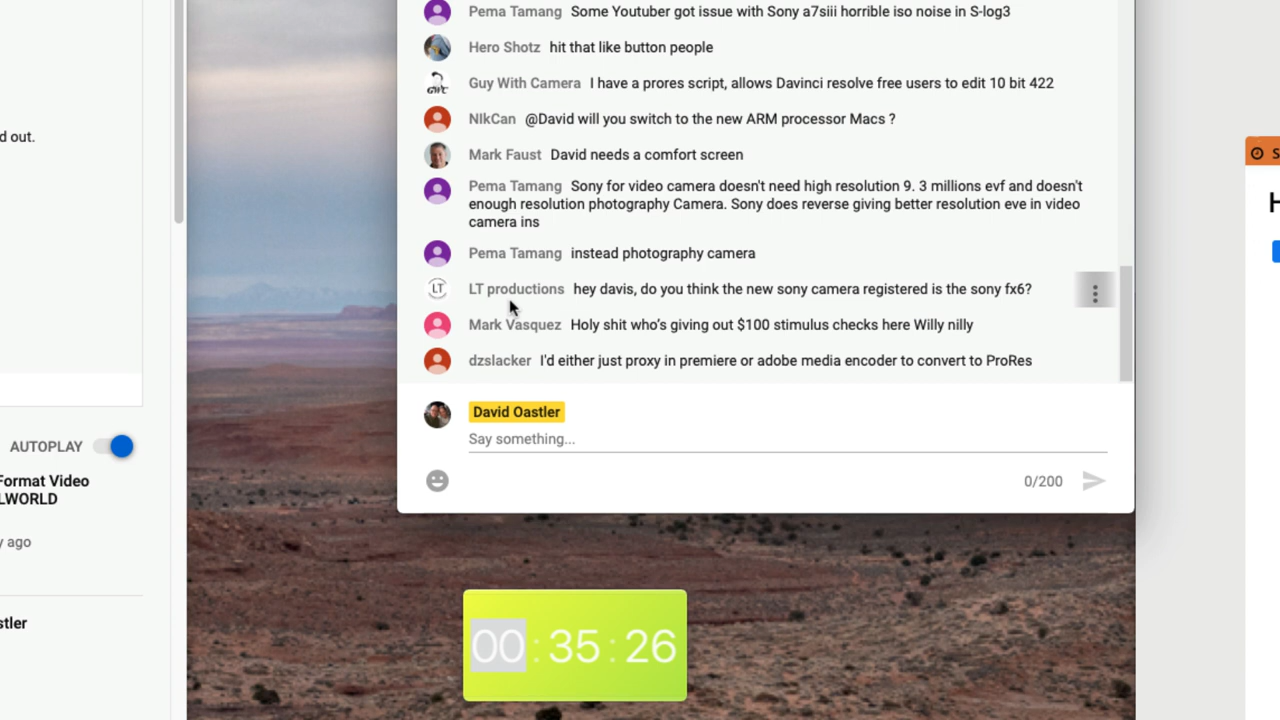 Pema Tamang Some Youtuber got issue with Sony a7siii horrible iso noise in S-log3
Hero Shotz hit that like button people
GWC
Guy With Camera I have a prores script, allows Davinci resolve free users to edit 10 bit 422
d out.
NIkCan @David will you switch to the new ARM processor Macs ?
Mark Faust David needs a comfort screen
Pema Tamang Sony for video camera doesn't need high resolution 9. 3 millions evf and doesn't
enough resolution photography Camera. Sony does reverse giving better resolution eve in video
camera ins
Pema Tamang instead photography camera
LT
LT productions hey davis, do you think the new sony camera registered is the sony fx6?
Mark Vasquez Holy shit who's giving out $100 stimulus checks here Willy nilly
dzslacker I'd either just proxy in premiere or adobe media encoder to convert to ProRes
David Oastler
Say something...
0/200
AUTOPLAY
Format Video
LWORLD
y ago
stler
00:35:26
S
H